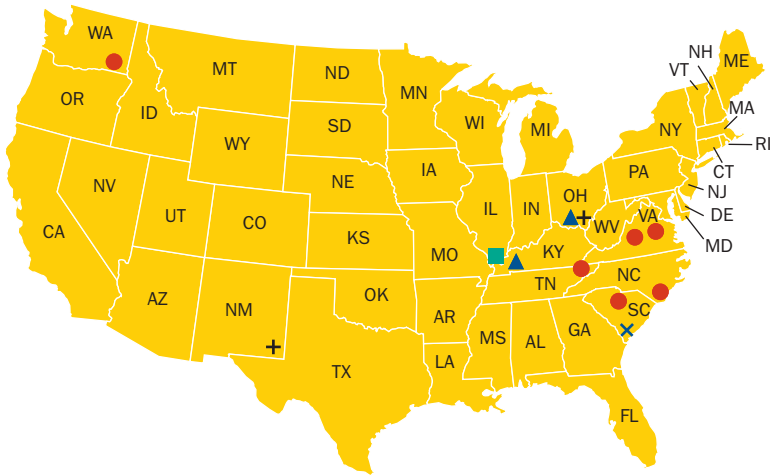 WA
MT
ND
MN
NH
VT
ME
OR
ID
SD
WI
MI
NY
MA
RI
WY
CT
IA
PA
NJ
NE
NV
UT
CO
IL
IN
OH
WV
VA
DE
MD
CA
KS
MO
KY
NC
TN
AZ
NM
OK
AR
SC
MS
AL
GA
TX
LA
FL